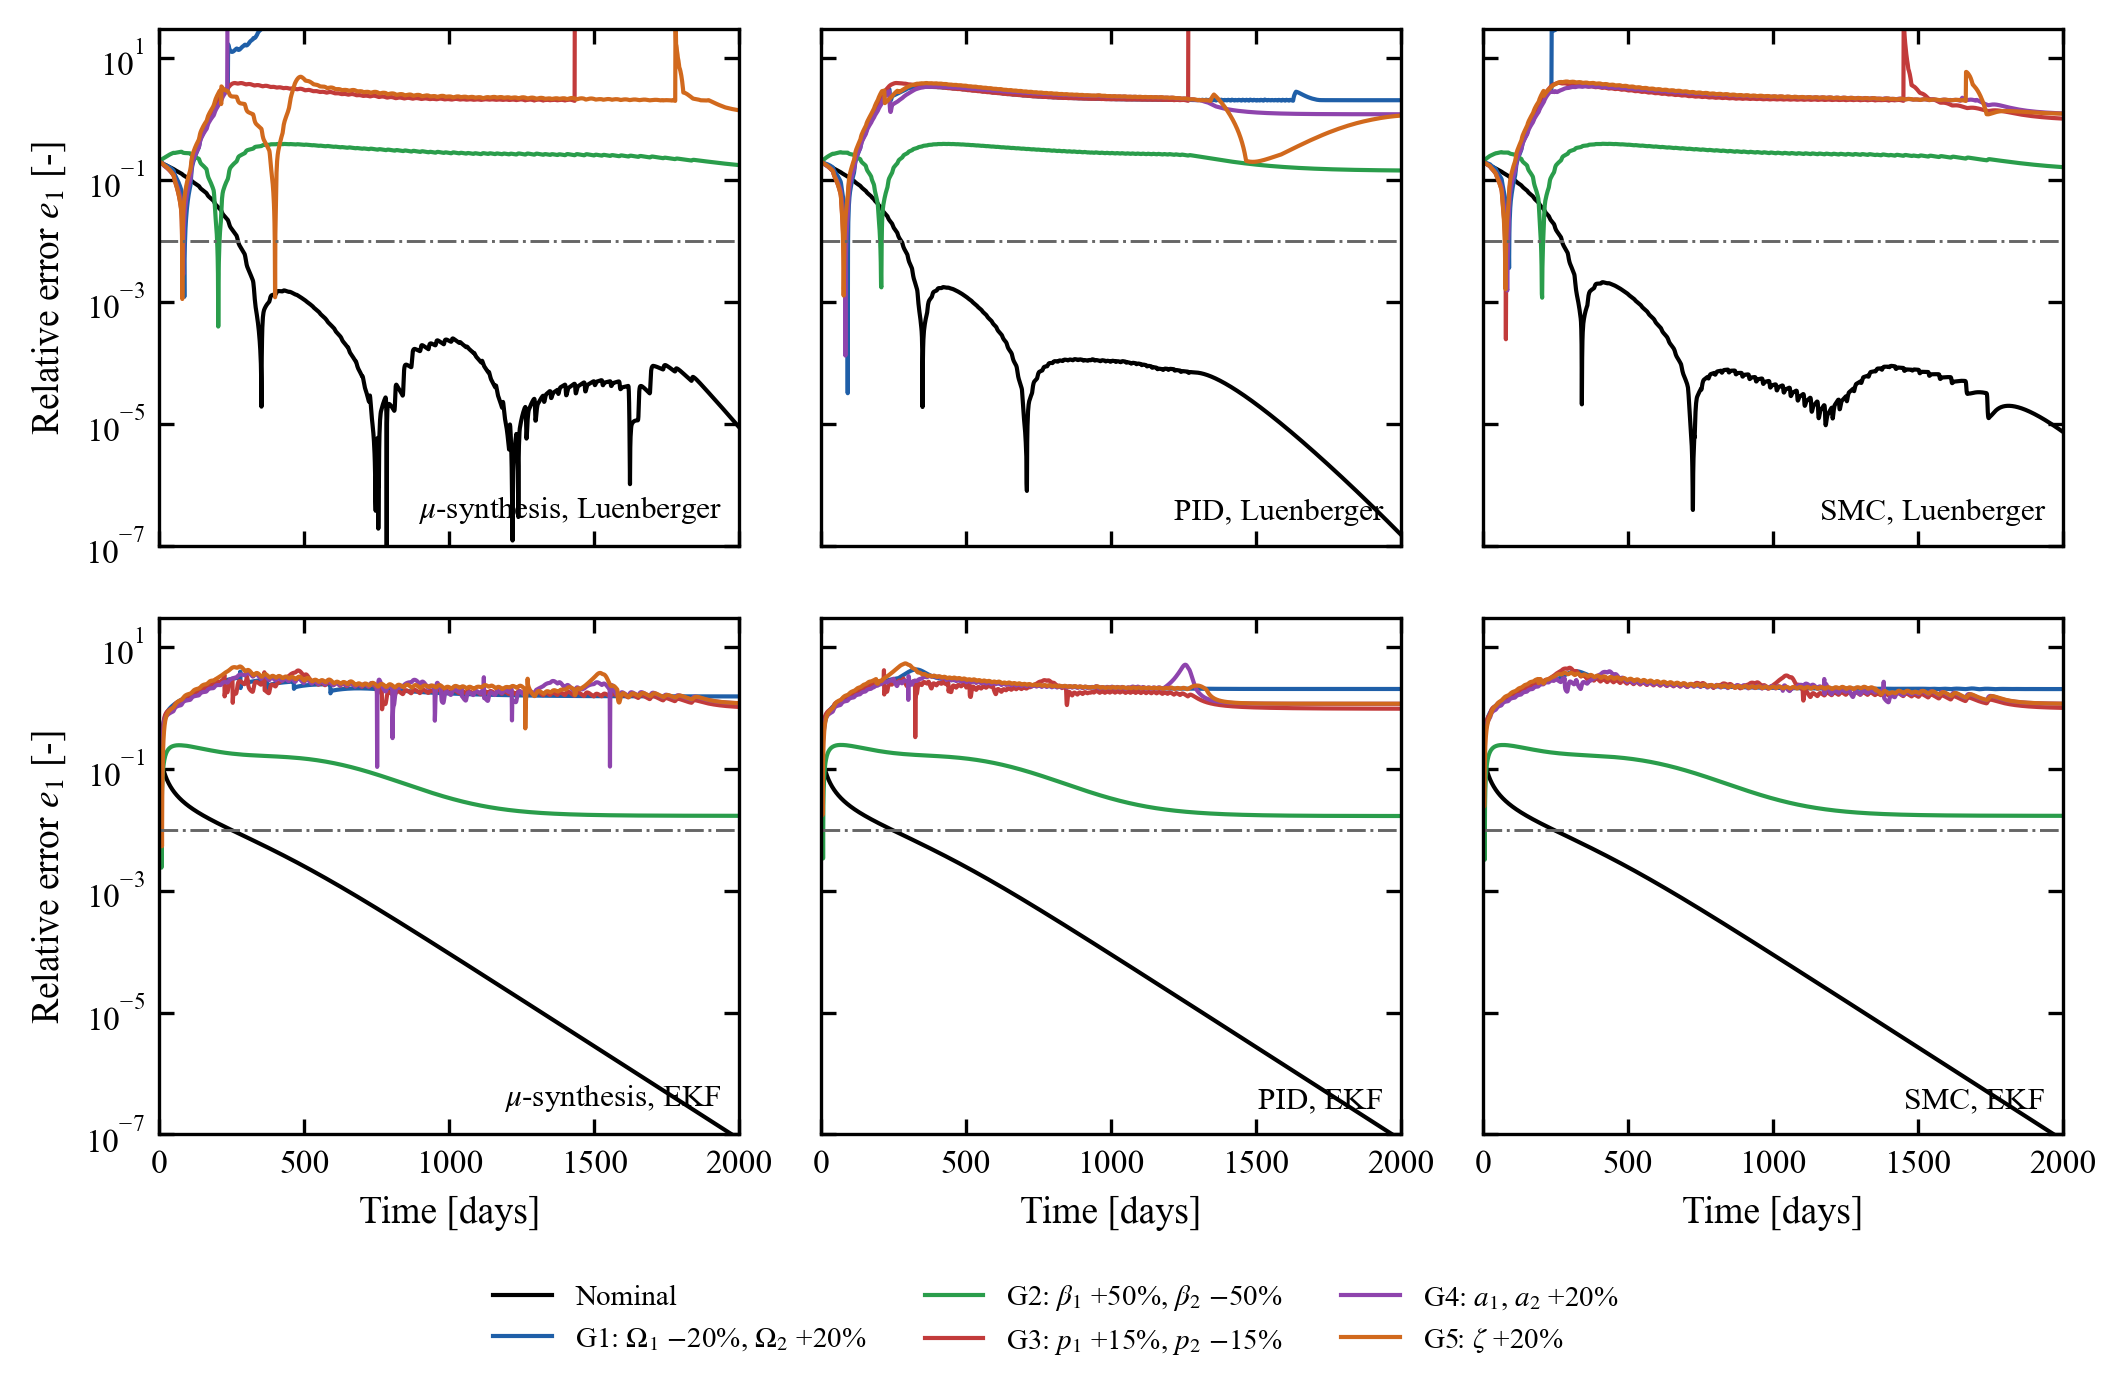 Relative error e₁ [-]
10¹
10⁻¹
10⁻³
10⁻⁵
10⁻⁷
μ-synthesis, Luenberger
PID, Luenberger
SMC, Luenberger
Relative error e₁ [-]
10¹
10⁻¹
10⁻³
10⁻⁵
10⁻⁷
μ-synthesis, EKF
PID, EKF
SMC, EKF
0 500 1000 1500 2000
0 500 1000 1500 2000
0 500 1000 1500 2000
Time [days]
Time [days]
Time [days]
Nominal
G1: Ω₁ −20%, Ω₂ +20%
G2: β₁ +50%, β₂ −50%
G3: p₁ +15%, p₂ −15%
G4: a₁, a₂ +20%
G5: ζ +20%